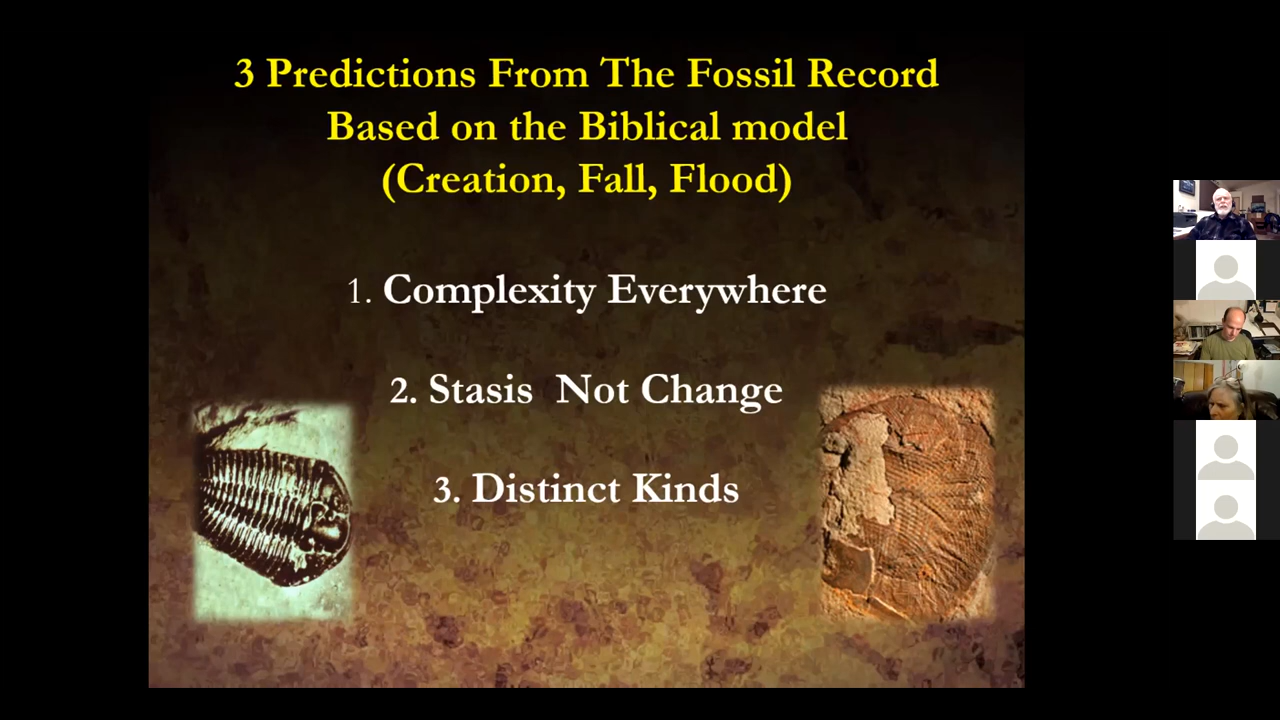 3 Predictions From The Fossil Record
Based on the Biblical model
(Creation, Fall, Flood)
1. Complexity Everywhere
2. Stasis Not Change
3. Distinct Kinds